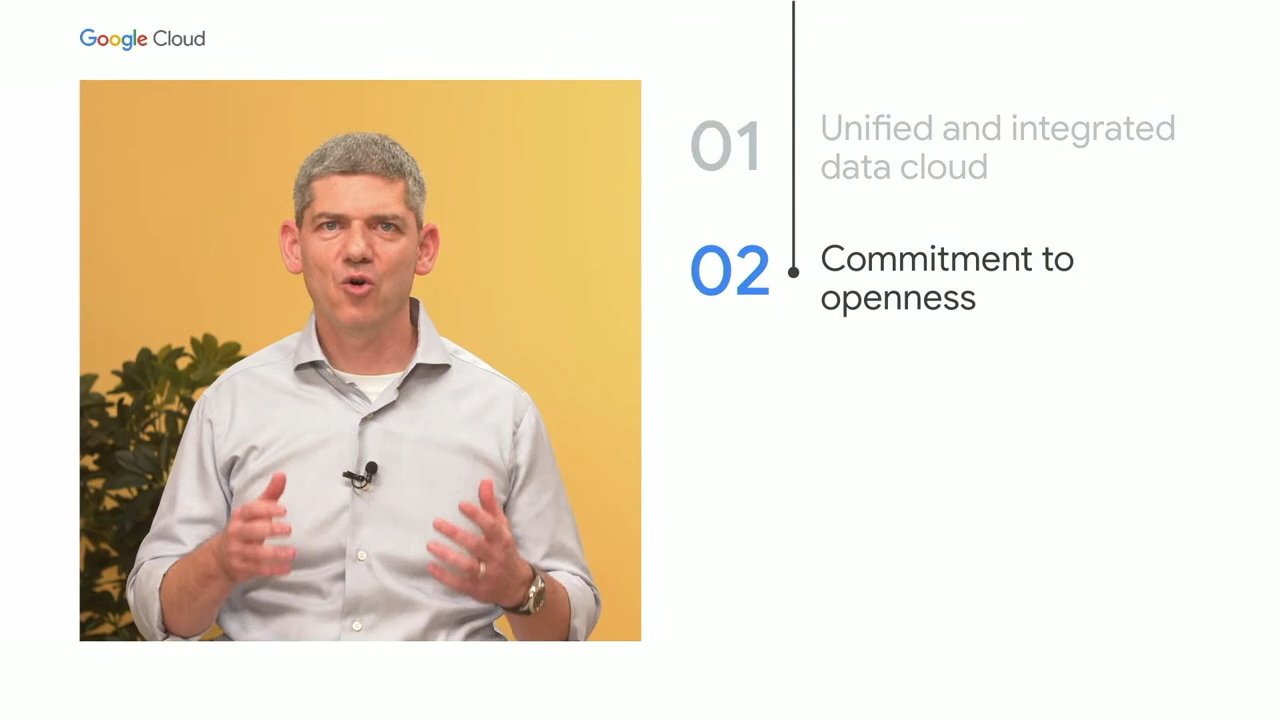 Google Cloud
01
Unified and integrated
data cloud
02
Commitment to
openness